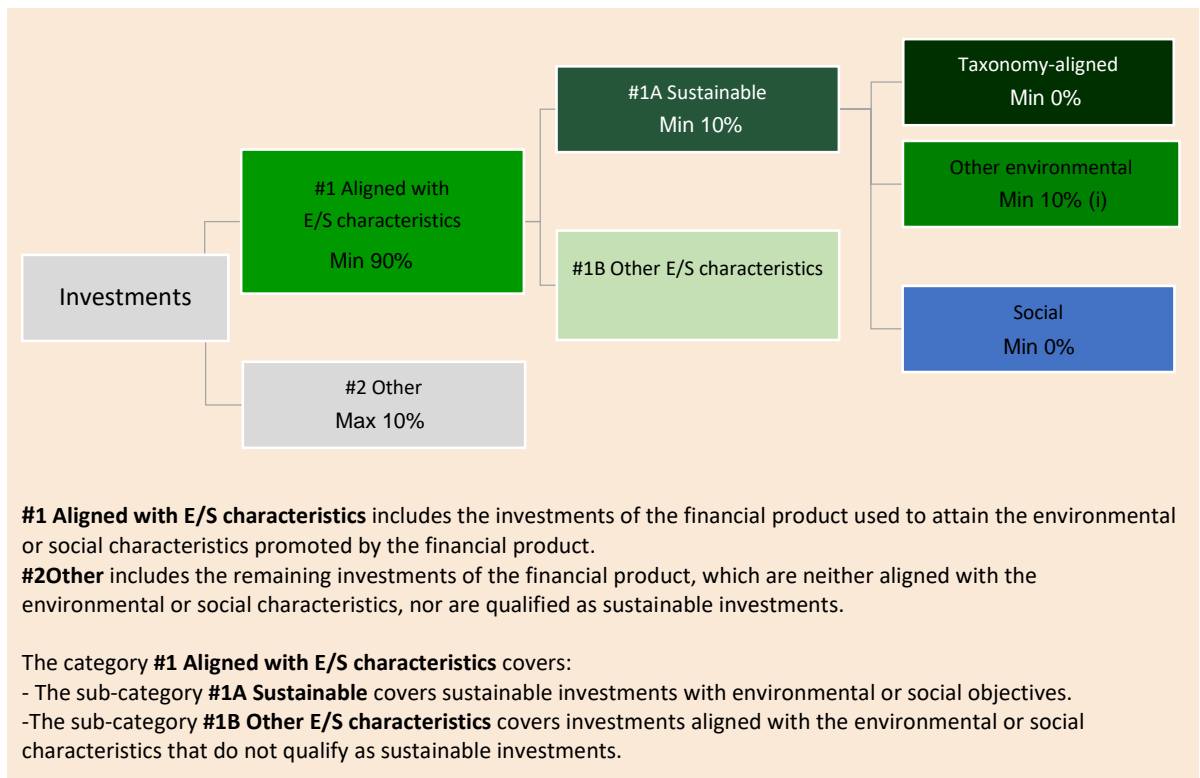 Taxonomy-aligned
Min 0%
#1A Sustainable
Min 10%
Other environmental
Min 10% (i)
#1 Aligned with
E/S characteristics
Min 90%
#1B Other E/S characteristics
Investments
Social
Min 0%
#2 Other
Max 10%
#1 Aligned with E/S characteristics includes the investments of the financial product used to attain the environmental
or social characteristics promoted by the financial product.
#2Other includes the remaining investments of the financial product, which are neither aligned with the
environmental or social characteristics, nor are qualified as sustainable investments.
The category #1 Aligned with E/S characteristics covers:
- The sub-category #1A Sustainable covers sustainable investments with environmental or social objectives.
-The sub-category #1B Other E/S characteristics covers investments aligned with the environmental or social
characteristics that do not qualify as sustainable investments.